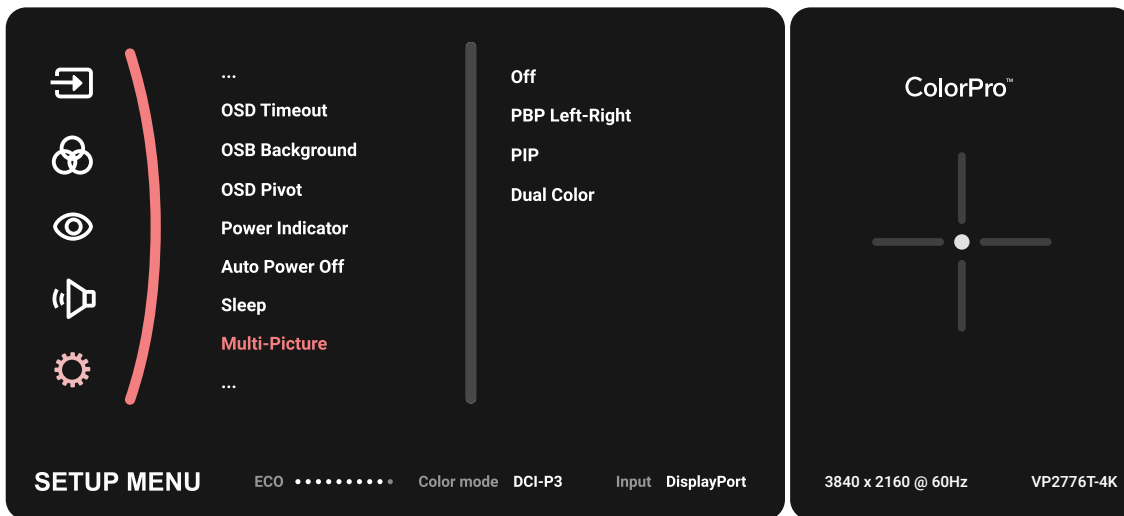 ...
OSD Timeout
OSB Background
OSD Pivot
Power Indicator
Auto Power Off
Sleep
Multi-Picture
...
Off
PBP Left-Right
PIP
Dual Color
SETUP MENU
ECO
Color mode DCI-P3
Input DisplayPort
ColorPro™
3840 x 2160 @ 60Hz
VP2776T-4K